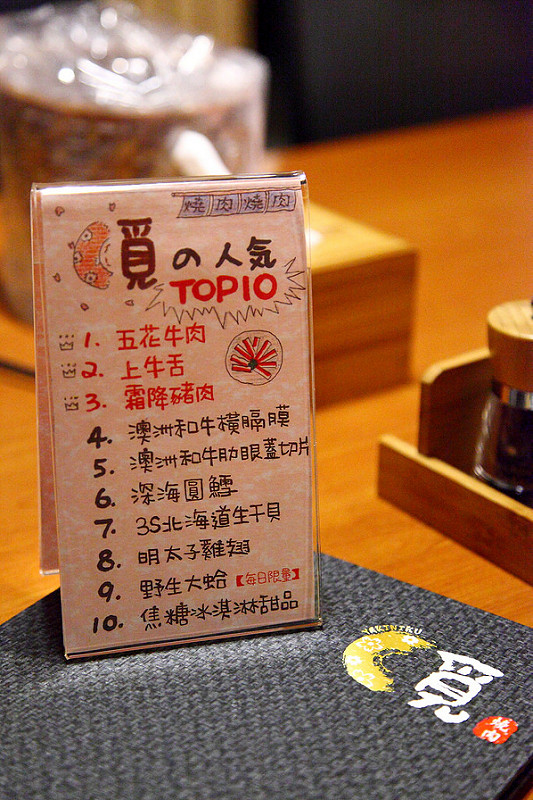 燒肉燒肉
覓の人気
TOP10
1. 五花牛肉
2. 上牛舌
3. 霜降豬肉
4. 澳洲和牛橫膈膜
5. 澳洲和牛肋眼蓋切片
6. 深海圓鱈
7. 3S北海道生干貝
8. 明太子雞翅
9. 野生大蛤【每日限量】
10. 焦糖冰淇淋甜品
YAKINIKU
覓
燒肉